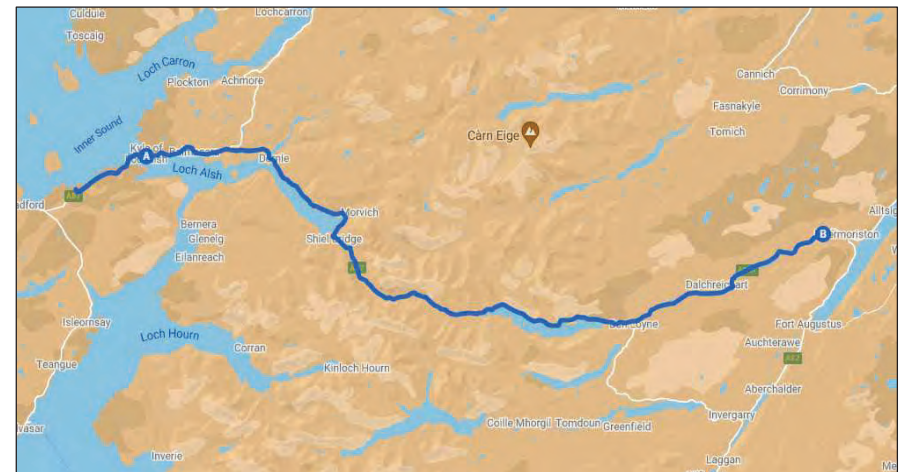 Culduie
Lochcarron
Toscaig
Loch Carron
Plockton
Achmore
Cannich
Corrimony
Fasnakyle
Tomich
Càrn Eige
Inner Sound
Kyle of
A
Dornie
Loch Alsh
Morvich
Shiel Bridge
Bernera
Glenelg
Eilanreach
B
Dalchreichart
Fort Augustus
Auchterawe
A82
Aberchalder
Isleornsay
Loch Hourn
Corran
Kinloch Hourn
Teangue
Coille Mhorgil
Tomdoun
Greenfield
Invergarry
Laggan
Inverie